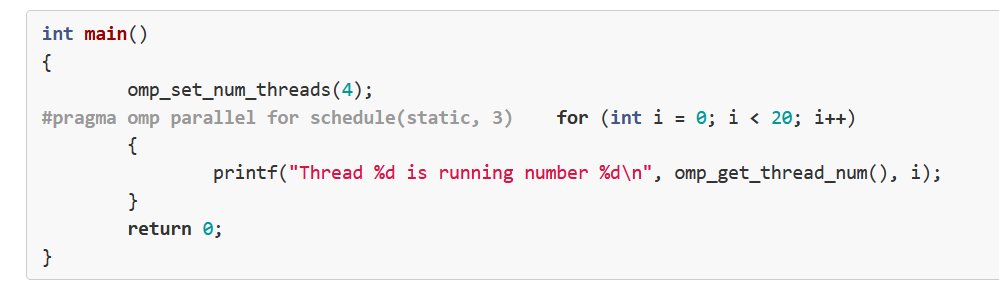 int main()
{
omp_set_num_threads(4);
#pragma omp parallel for schedule(static, 3)    for (int i = 0; i < 20; i++)
{
printf("Thread %d is running number %d\n", omp_get_thread_num(), i);
}
return 0;
}